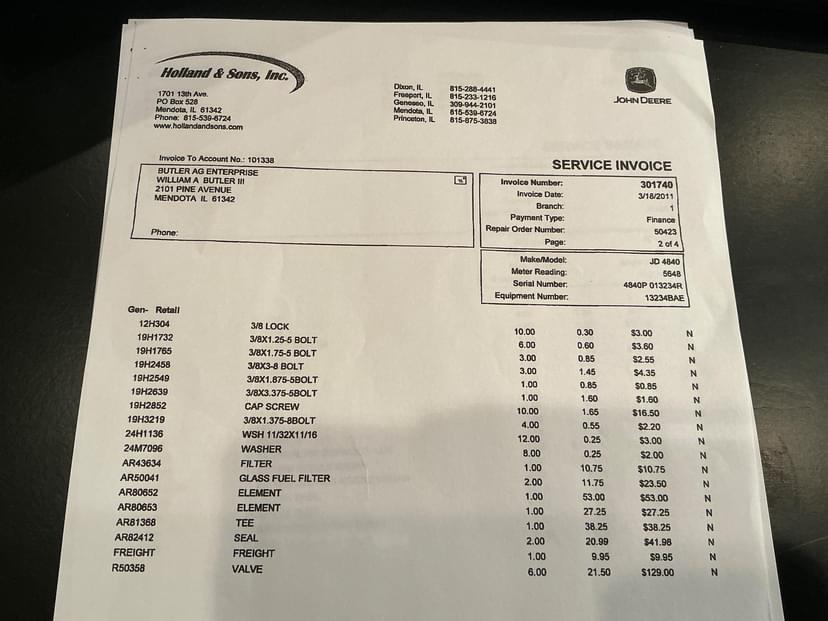 Holland & Sons, Inc.
1701 13th Ave.
PO Box 528
Mendota, IL 61342
Phone: 815-539-6724
www.hollandandsons.com
Dixon, IL 815-288-4441
Freeport, IL 815-233-1216
Geneseo, IL 309-944-2101
Mendota, IL 815-539-6724
Princeton, IL 815-875-3838
JOHN DEERE
Invoice To Account No.: 101338
BUTLER AG ENTERPRISE
WILLIAM A BUTLER III
2101 PINE AVENUE
MENDOTA IL 61342
Phone:
SERVICE INVOICE
Invoice Number: 301740
Invoice Date: 3/18/2011
Branch: 1
Payment Type: Finance
Repair Order Number: 50423
Page: 2 of 4
Make/Model: JD 4840
Meter Reading: 5648
Serial Number: 4840P 013234R
Equipment Number: 13234BAE
Gen- Retail
12H304 3/8 LOCK 10.00 0.30 $3.00 N
19H1732 3/8X1.25-5 BOLT 6.00 0.60 $3.60 N
19H1765 3/8X1.75-5 BOLT 3.00 0.85 $2.55 N
19H2458 3/8X3-8 BOLT 3.00 1.45 $4.35 N
19H2549 3/8X1.875-5BOLT 1.00 0.85 $0.85 N
19H2639 3/8X3.375-5BOLT 1.00 1.60 $1.60 N
19H2852 CAP SCREW 10.00 1.65 $16.50 N
19H3219 3/8X1.375-8BOLT 4.00 0.55 $2.20 N
24H1136 WSH 11/32X11/16 12.00 0.25 $3.00 N
24M7096 WASHER 8.00 0.25 $2.00 N
AR43634 FILTER 1.00 10.75 $10.75 N
AR50041 GLASS FUEL FILTER 2.00 11.75 $23.50 N
AR80652 ELEMENT 1.00 53.00 $53.00 N
AR80653 ELEMENT 1.00 27.25 $27.25 N
AR81368 TEE 1.00 38.25 $38.25 N
AR82412 SEAL 2.00 20.99 $41.98 N
FREIGHT FREIGHT 1.00 9.95 $9.95 N
R50358 VALVE 6.00 21.50 $129.00 N